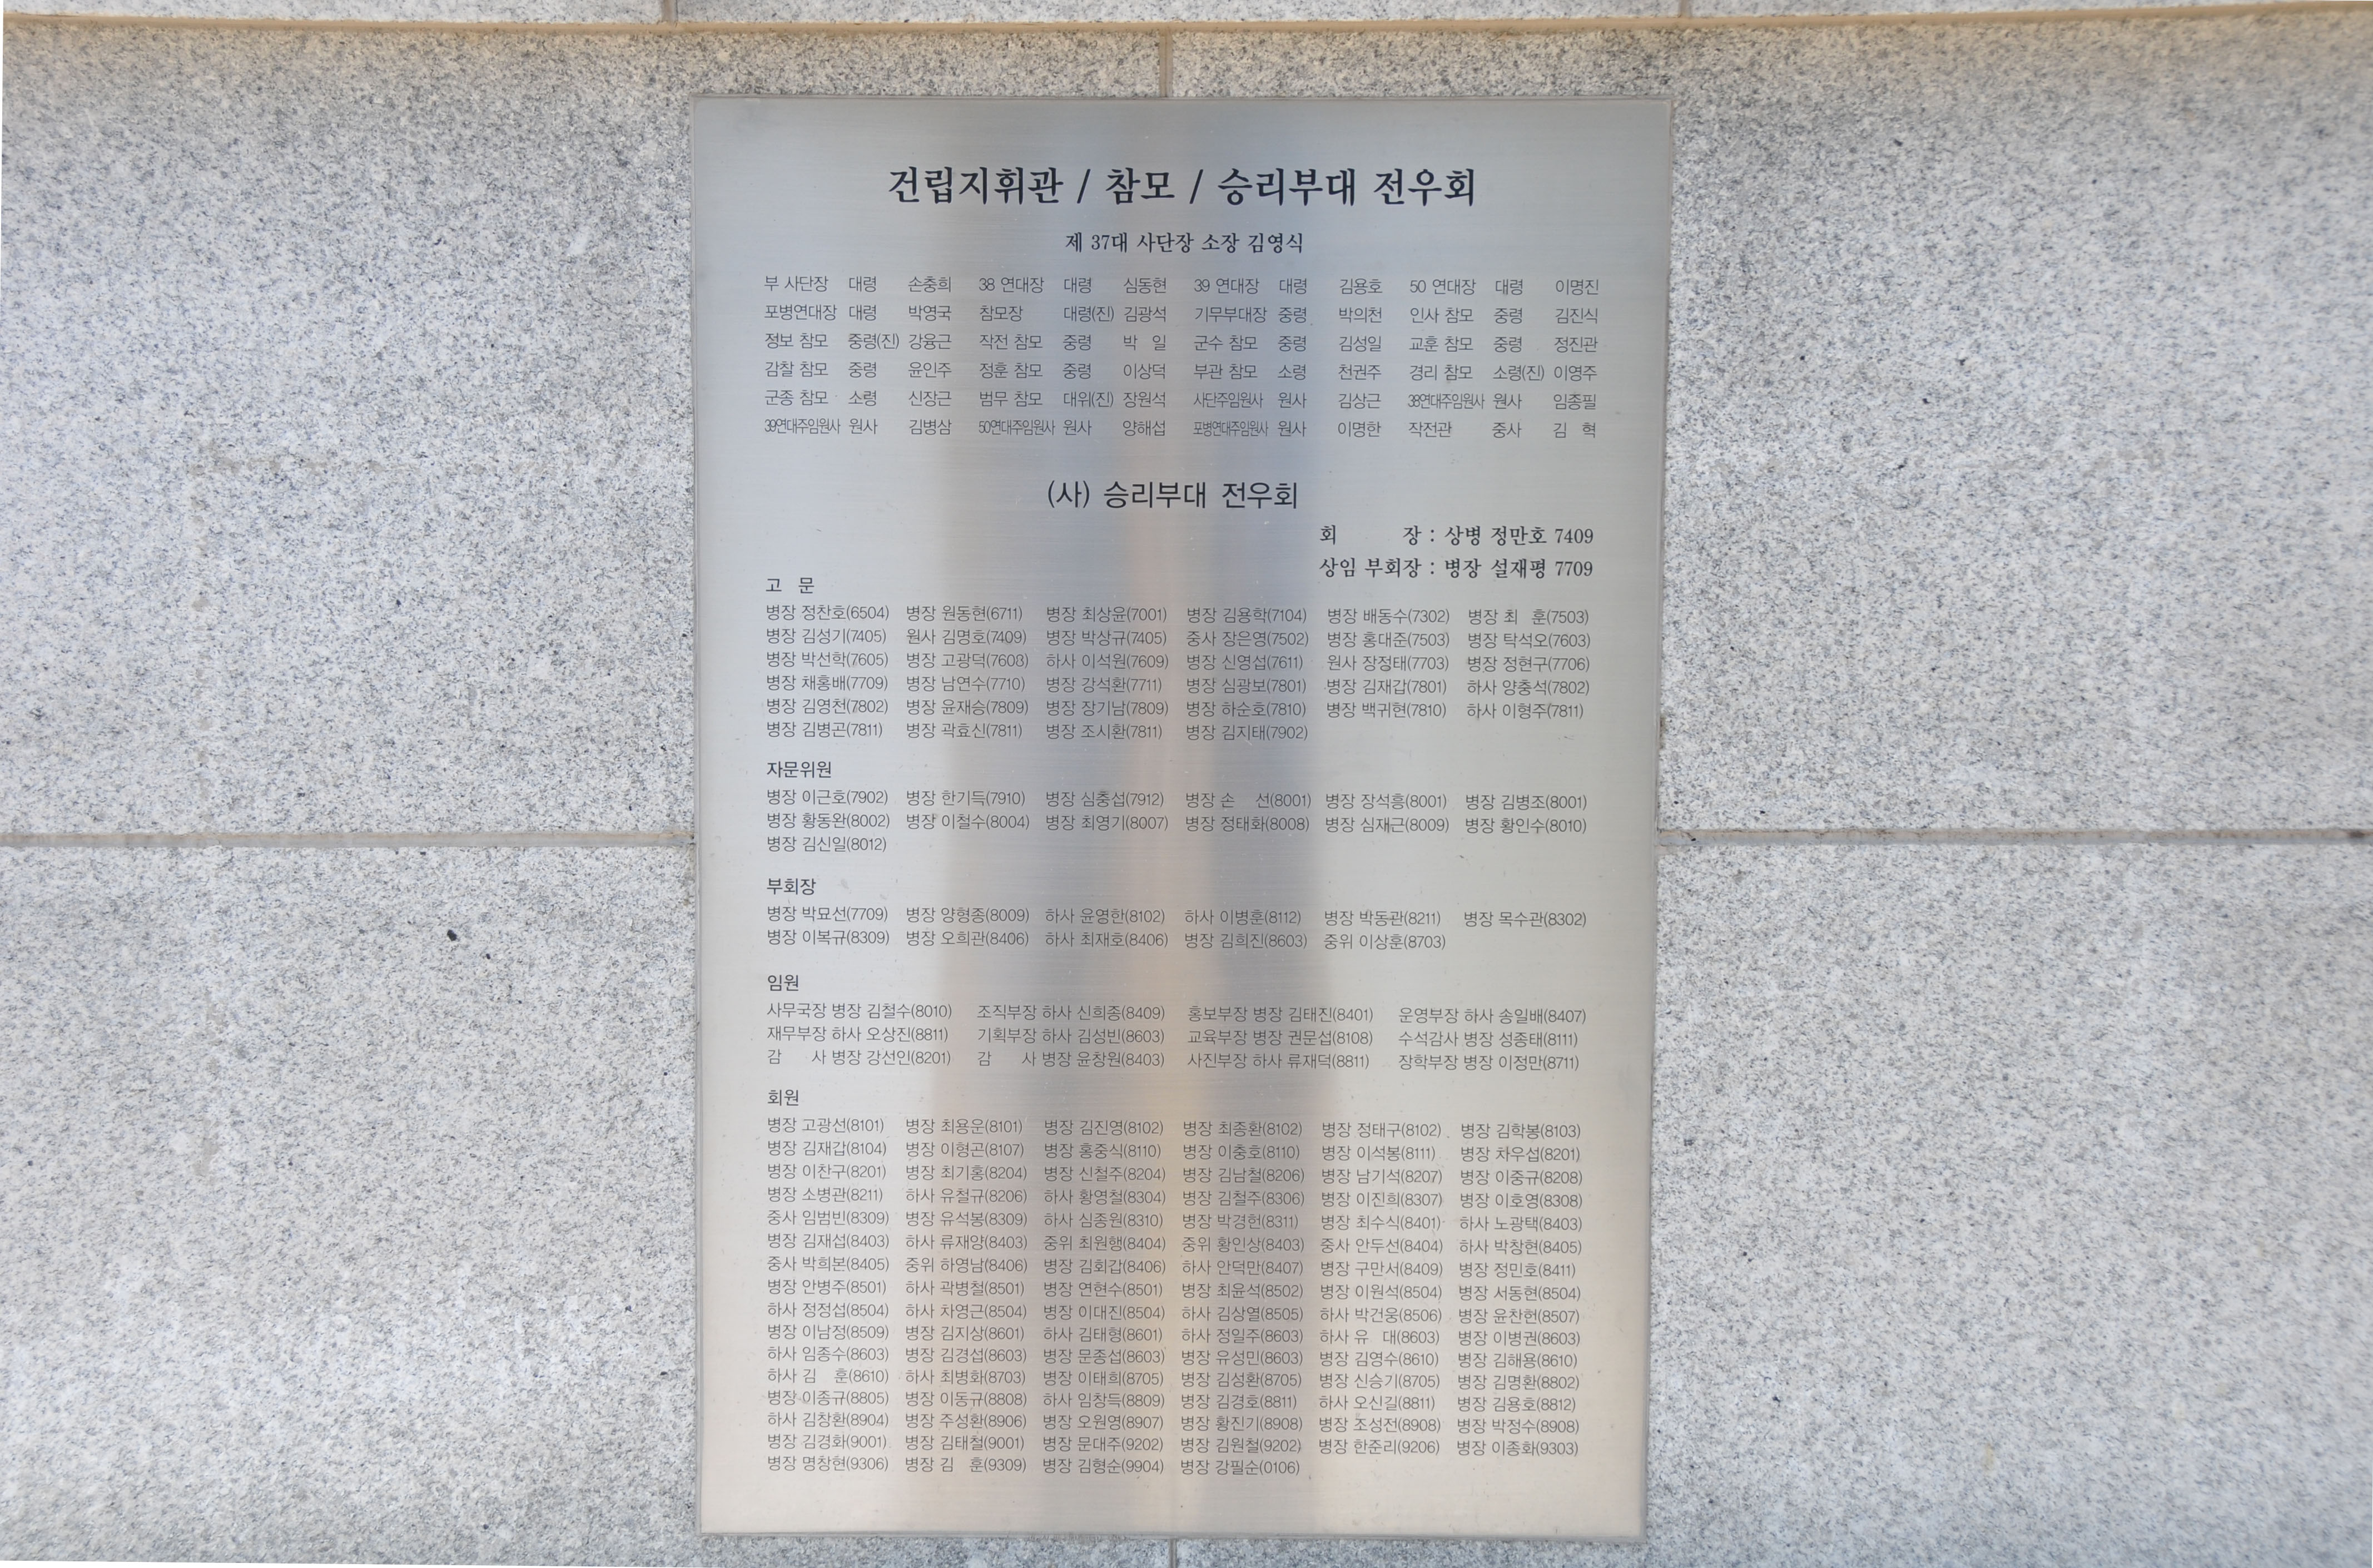 건립지휘관 / 참모 / 승리부대 전우회
제 37대 사단장 소장 김영식
부 사단장 대령 손충희 38 연대장 대령 심동현 39 연대장 대령 김용호 50 연대장 대령 이명진
포병연대장 대령 박영국 참모장 대령(진) 김광석 기무부대장 중령 박의천 인사 참모 중령 김진식
정보 참모 중령(진) 강융근 작전 참모 중령 박 일 군수 참모 중령 김성일 교훈 참모 중령 정진관
감찰 참모 중령 윤인주 정훈 참모 중령 이상덕 부관 참모 소령 천권주 경리 참모 소령(진) 이영주
군종 참모 소령 신장근 법무 참모 대위(진) 장원석 사단주임원사 원사 김상근 38연대주임원사 원사 임종필
39연대주임원사 원사 김병삼 50연대주임원사 원사 양해섭 포병연대주임원사 원사 이명한 작전관 중사 김 혁
(사) 승리부대 전우회
회 장 : 상병 정만호 7409
상임 부회장 : 병장 설재평 7709
고 문
병장 정찬호(6504) 병장 원동현(6711) 병장 최상윤(7001) 병장 김용학(7104) 병장 배동수(7302) 병장 최 훈(7503)
병장 김성기(7405) 원사 김명호(7409) 병장 박상규(7405) 중사 장은영(7502) 병장 홍대준(7503) 병장 탁석오(7603)
병장 박선학(7605) 병장 고광덕(7608) 하사 이석원(7609) 병장 신영섭(7611) 원사 장정태(7703) 병장 정현구(7706)
병장 채홍배(7709) 병장 남연수(7710) 병장 강석환(7711) 병장 심광보(7801) 병장 김재갑(7801) 하사 양충석(7802)
병장 김영천(7802) 병장 윤재승(7809) 병장 장기남(7809) 병장 하순호(7810) 병장 백귀현(7810) 하사 이형주(7811)
병장 김병곤(7811) 병장 곽효신(7811) 병장 조시환(7811) 병장 김지태(7902)
자문위원
병장 이근호(7902) 병장 한기득(7910) 병장 심충섭(7912) 병장 손 선(8001) 병장 장석흥(8001) 병장 김병조(8001)
병장 황동완(8002) 병장 이철수(8004) 병장 최영기(8007) 병장 정태화(8008) 병장 심재근(8009) 병장 황인수(8010)
병장 김신일(8012)
부회장
병장 박묘선(7709) 병장 양형종(8009) 하사 윤영한(8102) 하사 이병훈(8112) 병장 박동관(8211) 병장 목수관(8302)
병장 이복규(8309) 병장 오희관(8406) 하사 최재호(8406) 병장 김희진(8603) 중위 이상훈(8703)
임원
사무국장 병장 김철수(8010) 조직부장 하사 신희종(8409) 홍보부장 병장 김태진(8401) 운영부장 하사 송일배(8407)
재무부장 하사 오상진(8811) 기획부장 하사 김성빈(8603) 교육부장 병장 권문섭(8108) 수석감사 병장 성종태(8111)
감 사 병장 강선인(8201) 감 사 병장 윤창원(8403) 사진부장 하사 류재덕(8811) 장학부장 병장 이정만(8711)
회원
병장 고광선(8101) 병장 최용운(8101) 병장 김진영(8102) 병장 최종환(8102) 병장 정태구(8102) 병장 김학봉(8103)
병장 김재갑(8104) 병장 이형곤(8107) 병장 홍중식(8110) 병장 이충호(8110) 병장 이석봉(8111) 병장 차우섭(8201)
병장 이찬구(8201) 병장 최기홍(8204) 병장 신철주(8204) 병장 김남철(8206) 병장 남기석(8207) 병장 이중규(8208)
병장 소병관(8211) 하사 유철규(8206) 하사 황영철(8304) 병장 김철주(8306) 병장 이진희(8307) 병장 이호영(8308)
중사 임범빈(8309) 병장 유석봉(8309) 하사 심종원(8310) 병장 박경헌(8311) 병장 최수식(8401) 하사 노광택(8403)
병장 김재섭(8403) 하사 류재양(8403) 중위 최원행(8404) 중위 황인상(8403) 중사 안두선(8404) 하사 박창현(8405)
중사 박희본(8405) 중위 하영남(8406) 병장 김회갑(8406) 하사 안덕만(8407) 병장 구만서(8409) 병장 정민호(8411)
병장 안병주(8501) 하사 곽병철(8501) 병장 연현수(8501) 병장 최윤석(8502) 병장 이원석(8504) 병장 서동현(8504)
하사 정정섭(8504) 하사 차영근(8504) 병장 이대진(8504) 하사 김상열(8505) 하사 박건웅(8506) 병장 윤찬헌(8507)
병장 이남정(8509) 병장 김지상(8601) 하사 김태형(8601) 하사 정일주(8603) 하사 유 대(8603) 병장 이병권(8603)
하사 임종수(8603) 병장 김경섭(8603) 병장 문종섭(8603) 병장 유성민(8603) 병장 김영수(8610) 병장 김해용(8610)
하사 김 훈(8610) 하사 최병화(8703) 병장 이태희(8705) 병장 김성환(8705) 병장 신승기(8705) 병장 김명환(8802)
병장 이종규(8805) 병장 이동규(8808) 하사 임창득(8809) 병장 김경호(8811) 하사 오신길(8811) 병장 김용호(8812)
하사 김창환(8904) 병장 주성환(8906) 병장 오원영(8907) 병장 황진기(8908) 병장 조성전(8908) 병장 박정수(8908)
병장 김경화(9001) 병장 김태철(9001) 병장 문대주(9202) 병장 김원철(9202) 병장 한준리(9206) 병장 이종화(9303)
병장 명창현(9306) 병장 김 훈(9309) 병장 김형순(9904) 병장 강필순(0106)